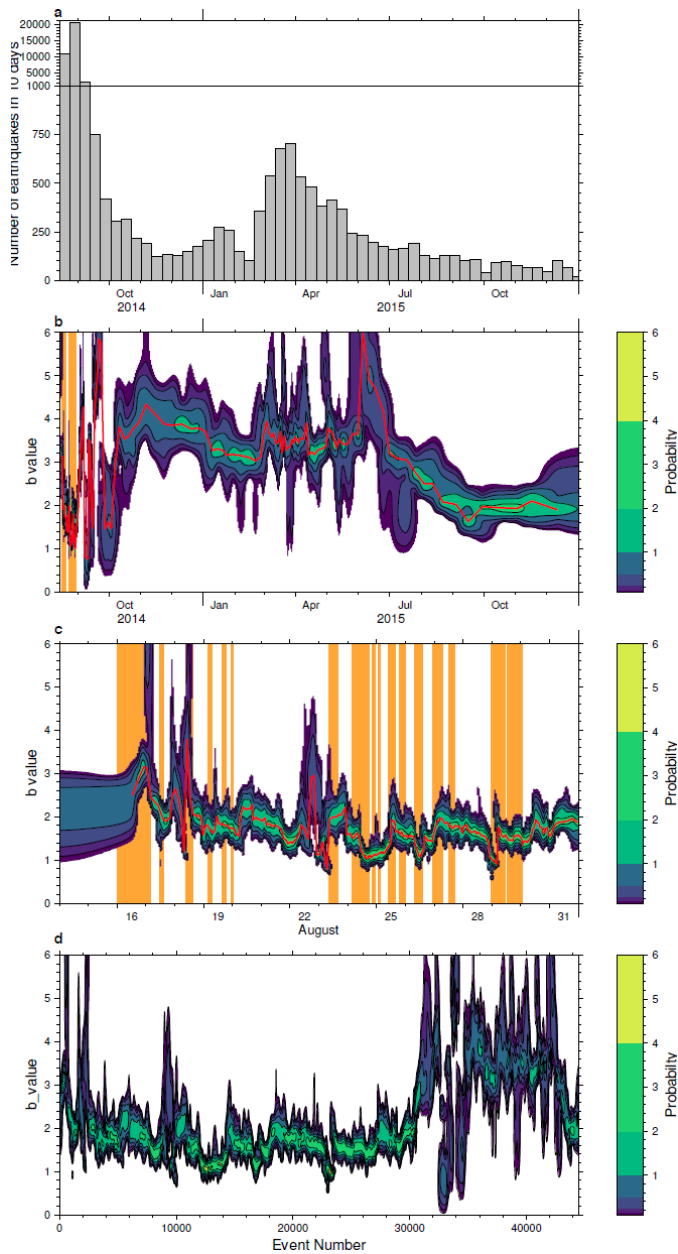 a
20000
15000
10000
5000
1000
750
500
250
0
Number of earthquakes in 10 days
Oct Jan Apr Jul Oct
2014 2015
b
6
5
4
3
2
1
0
b value
Oct Jan Apr Jul Oct
2014 2015
6
5
4
3
2
1
Probabilty
c
6
5
4
3
2
1
0
b value
16 19 22 25 28 31
August
6
5
4
3
2
1
Probabilty
d
6
5
4
3
2
1
0
b_value
0 10000 20000 30000 40000
Event Number
6
5
4
3
2
1
Probabilty